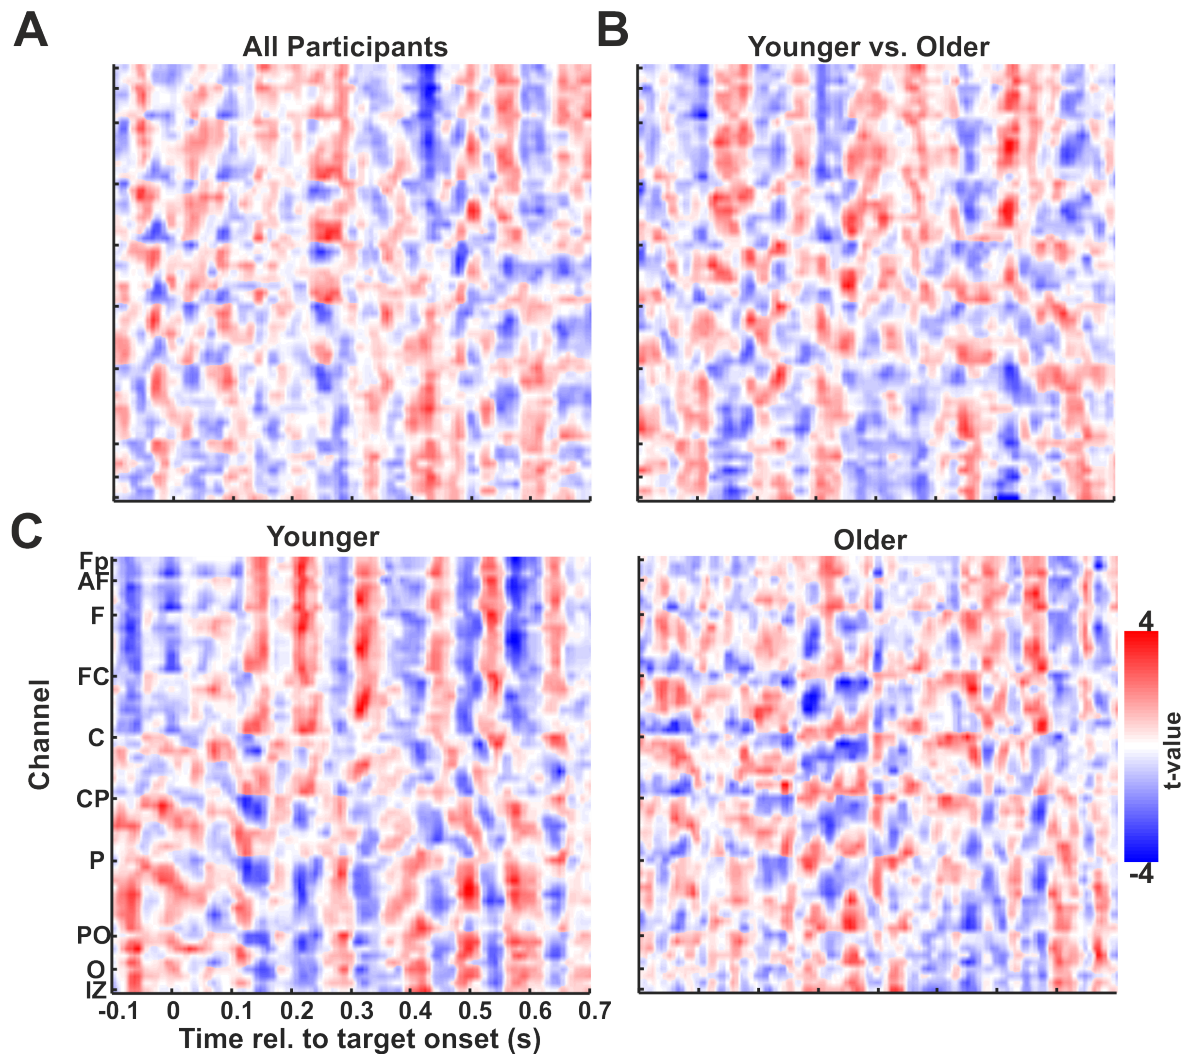 A
B
All Participants
Younger vs. Older
C
Younger
Older
Fp
AF
F
FC
C
CP
P
PO
O
IZ
Channel
-0.1 0 0.1 0.2 0.3 0.4 0.5 0.6 0.7
Time rel. to target onset (s)
4
t-value
-4